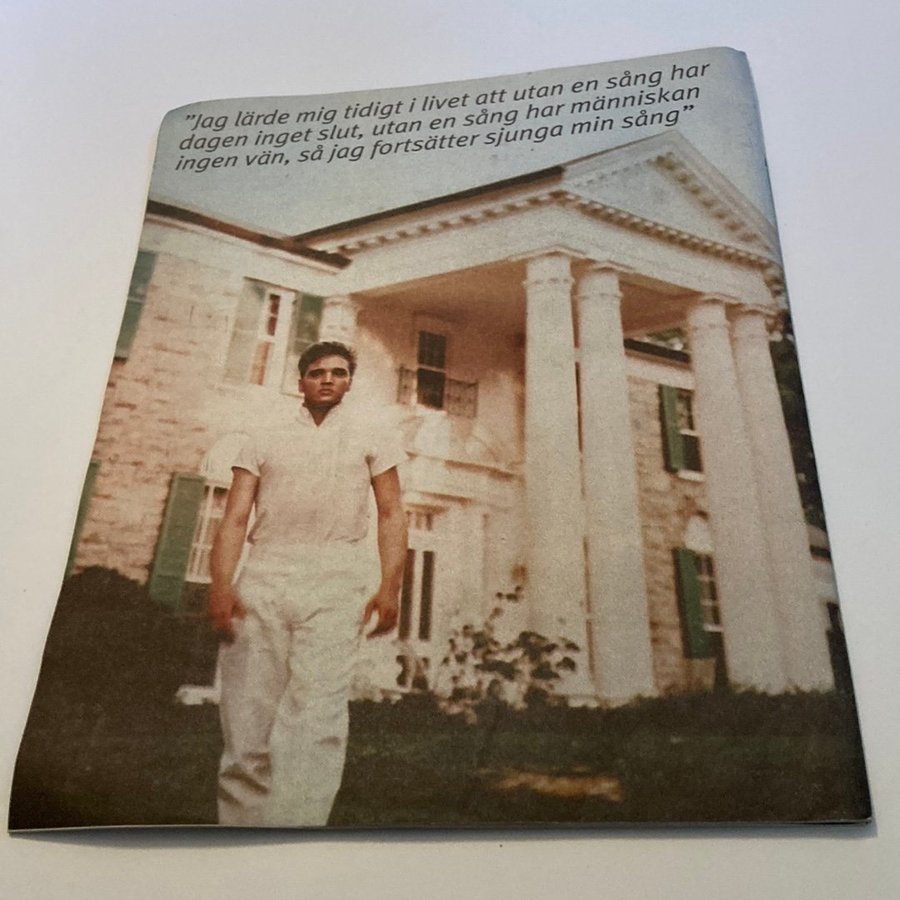 "Jag lärde mig tidigt i livet att utan en sång har
dagen inget slut, utan en sång har människan
ingen vän, så jag fortsätter sjunga min sång"